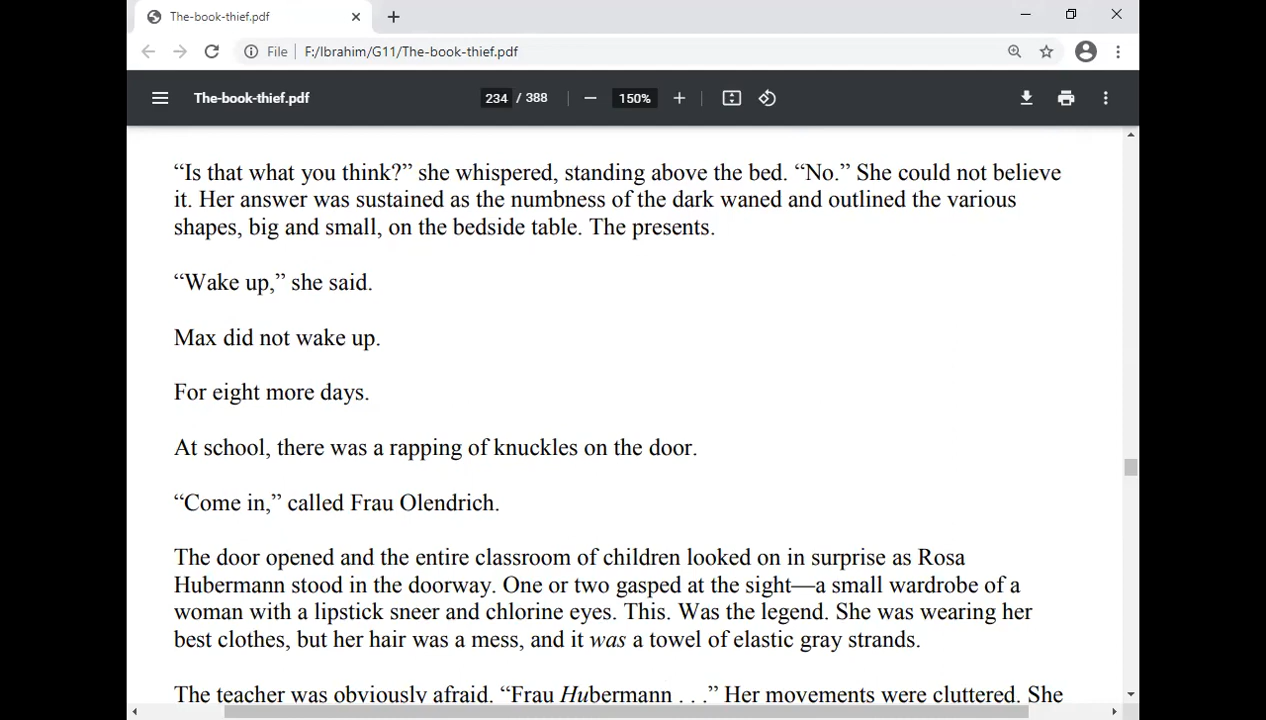 The-book-thief.pdf
File F:/Ibrahim/G11/The-book-thief.pdf
The-book-thief.pdf 234 / 388 150%
“Is that what you think?” she whispered, standing above the bed. “No.” She could not believe
it. Her answer was sustained as the numbness of the dark waned and outlined the various
shapes, big and small, on the bedside table. The presents.
“Wake up,” she said.
Max did not wake up.
For eight more days.
At school, there was a rapping of knuckles on the door.
“Come in,” called Frau Olendrich.
The door opened and the entire classroom of children looked on in surprise as Rosa
Hubermann stood in the doorway. One or two gasped at the sight—a small wardrobe of a
woman with a lipstick sneer and chlorine eyes. This. Was the legend. She was wearing her
best clothes, but her hair was a mess, and it was a towel of elastic gray strands.
The teacher was obviously afraid. “Frau Hubermann . . .” Her movements were cluttered. She